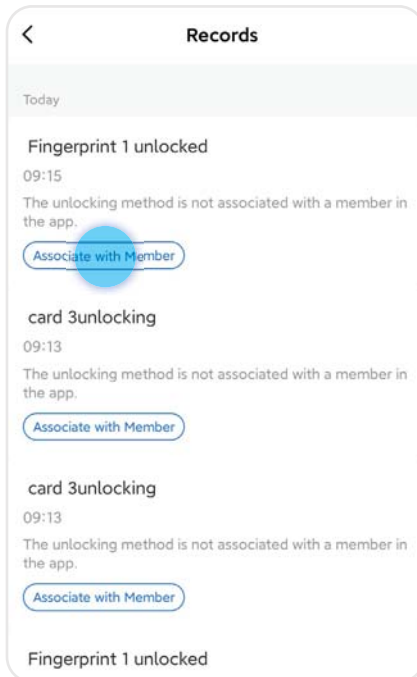 Records
Today
Fingerprint 1 unlocked
09:15
The unlocking method is not associated with a member in
the app.
Associate with Member
card 3unlocking
09:13
The unlocking method is not associated with a member in
the app.
Associate with Member
card 3unlocking
09:13
The unlocking method is not associated with a member in
the app.
Associate with Member
Fingerprint 1 unlocked